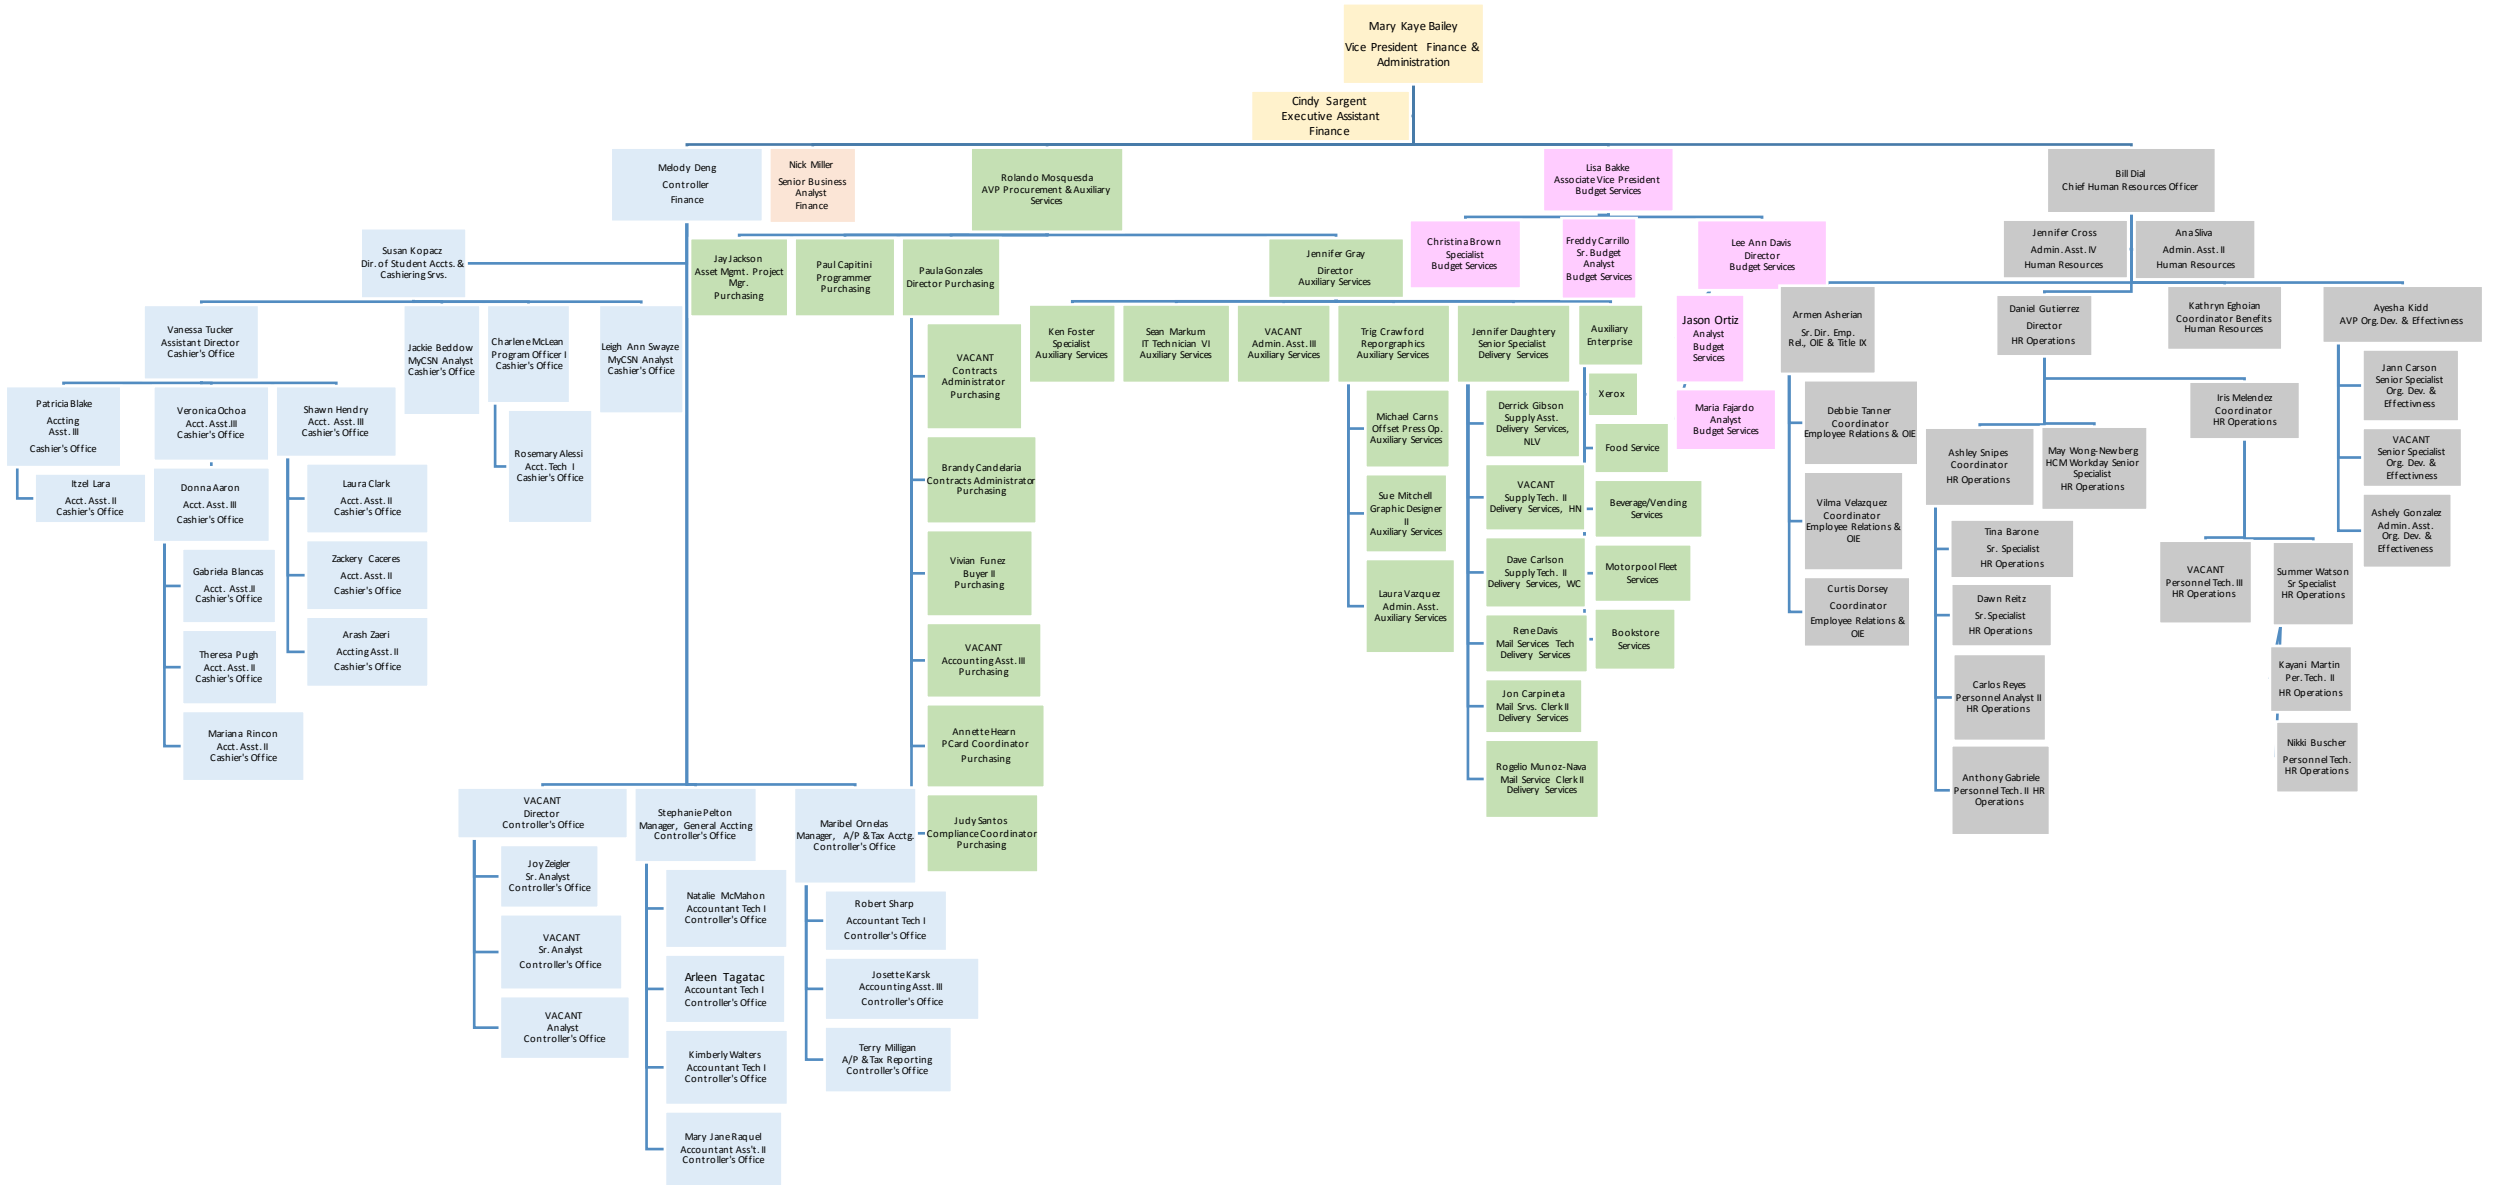 Mary Kaye Bailey
Vice President Finance &
Administration
Cindy Sargent
Executive Assistant
Finance
Melody Deng
Controller
Finance
Nick Miller
Senior Business
Analyst
Finance
Rolando Mosquesda
AVP Procurement & Auxiliary
Services
Lisa Bakke
Associate Vice President
Budget Services
Bill Dial
Chief Human Resources Officer
Susan Kopacz
Dir. of Student Accts. &
Cashiering Srvs.
Jay Jackson
Asset Mgmt. Project
Mgr.
Purchasing
Paul Capitini
Programmer
Purchasing
Paula Gonzales
Director Purchasing
Jennifer Gray
Director
Auxiliary Services
Christina Brown
Specialist
Budget Services
Freddy Carrillo
Sr. Budget
Analyst
Budget Services
Lee Ann Davis
Director
Budget Services
Jennifer Cross
Admin. Asst. IV
Human Resources
Ana Sliva
Admin. Asst. II
Human Resources
Vanessa Tucker
Assistant Director
Cashier's Office
Jackie Beddow
MyCSN Analyst
Cashier's Office
Charlene McLean
Program Officer I
Cashier's Office
Leigh Ann Swayze
MyCSN Analyst
Cashier's Office
Patricia Blake
Accting
Asst. III
Cashier's Office
Veronica Ochoa
Acct. Asst.III
Cashier's Office
Shawn Hendry
Acct. Asst. III
Cashier's Office
Itzel Lara
Acct. Asst. II
Cashier's Office
Donna Aaron
Acct. Asst. III
Cashier's Office
Laura Clark
Acct. Asst. II
Cashier's Office
Rosemary Alessi
Acct. Tech I
Cashier's Office
Zackery Caceres
Acct. Asst. II
Cashier's Office
Gabriela Blancas
Acct. Asst.II
Cashier's Office
Arash Zaeri
Accting Asst. II
Cashier's Office
Theresa Pugh
Acct. Asst. II
Cashier's Office
Mariana Rincon
Acct. Asst. II
Cashier's Office
VACANT
Contracts
Administrator
Purchasing
Brandy Candelaria
Contracts Administrator
Purchasing
Vivian Funez
Buyer II
Purchasing
VACANT
Accounting Asst. III
Purchasing
Annette Hearn
PCard Coordinator
Purchasing
Judy Santos
Compliance Coordinator
Purchasing
Ken Foster
Specialist
Auxiliary Services
Sean Markum
IT Technician VI
Auxiliary Services
VACANT
Admin. Asst. III
Auxiliary Services
Trig Crawford
Reporgraphics
Auxiliary Services
Jennifer Daughtery
Senior Specialist
Delivery Services
Auxiliary
Enterprise
Michael Carns
Offset Press Op.
Auxiliary Services
Sue Mitchell
Graphic Designer
II
Auxiliary Services
Laura Vazquez
Admin. Asst.
Auxiliary Services
Derrick Gibson
Supply Asst.
Delivery Services,
NLV
VACANT
Supply Tech. II
Delivery Services, HN
Dave Carlson
Supply Tech. II
Delivery Services, WC
Rene Davis
Mail Services Tech
Delivery Services
Jon Carpineta
Mail Srvs. Clerk II
Delivery Services
Rogelio Munoz-Nava
Mail Service Clerk II
Delivery Services
Xerox
Food Service
Beverage/Vending
Services
Motorpool Fleet
Services
Bookstore
Services
Jason Ortiz
Analyst
Budget
Services
Maria Fajardo
Analyst
Budget Services
Armen Asherian
Sr. Dir. Emp.
Rel., OIE & Title IX
Daniel Gutierrez
Director
HR Operations
Kathryn Eghoian
Coordinator Benefits
Human Resources
Ayesha Kidd
AVP Org. Dev. & Effectivness
Debbie Tanner
Coordinator
Employee Relations & OIE
Vilma Velazquez
Coordinator
Employee Relations &
OIE
Curtis Dorsey
Coordinator
Employee Relations &
OIE
Ashley Snipes
Coordinator
HR Operations
May Wong-Newberg
HCM Workday Senior
Specialist
HR Operations
Iris Melendez
Coordinator
HR Operations
Jann Carson
Senior Specialist
Org. Dev. &
Effectivness
VACANT
Senior Specialist
Org. Dev. &
Effectivness
Ashely Gonzalez
Admin. Asst.
Org. Dev. &
Effectiveness
Tina Barone
Sr. Specialist
HR Operations
Dawn Reitz
Sr. Specialist
HR Operations
Carlos Reyes
Personnel Analyst II
HR Operations
Anthony Gabriele
Personnel Tech. II HR
Operations
VACANT
Personnel Tech. III
HR Operations
Summer Watson
Sr Specialist
HR Operations
Kayani Martin
Per. Tech. II
HR Operations
Nikki Buscher
Personnel Tech.
HR Operations
VACANT
Director
Controller's Office
Stephanie Pelton
Manager, General Accting
Controller's Office
Maribel Ornelas
Manager, A/P & Tax Acctg.
Controller's Office
Joy Zeigler
Sr. Analyst
Controller's Office
VACANT
Sr. Analyst
Controller's Office
VACANT
Analyst
Controller's Office
Natalie McMahon
Accountant Tech I
Controller's Office
Arleen Tagatac
Accountant Tech I
Controller's Office
Kimberly Walters
Accountant Tech I
Controller's Office
Mary Jane Raquel
Accountant Ass't. II
Controller's Office
Robert Sharp
Accountant Tech I
Controller's Office
Josette Karsk
Accounting Asst. III
Controller's Office
Terry Milligan
A/P & Tax Reporting
Controller's Office